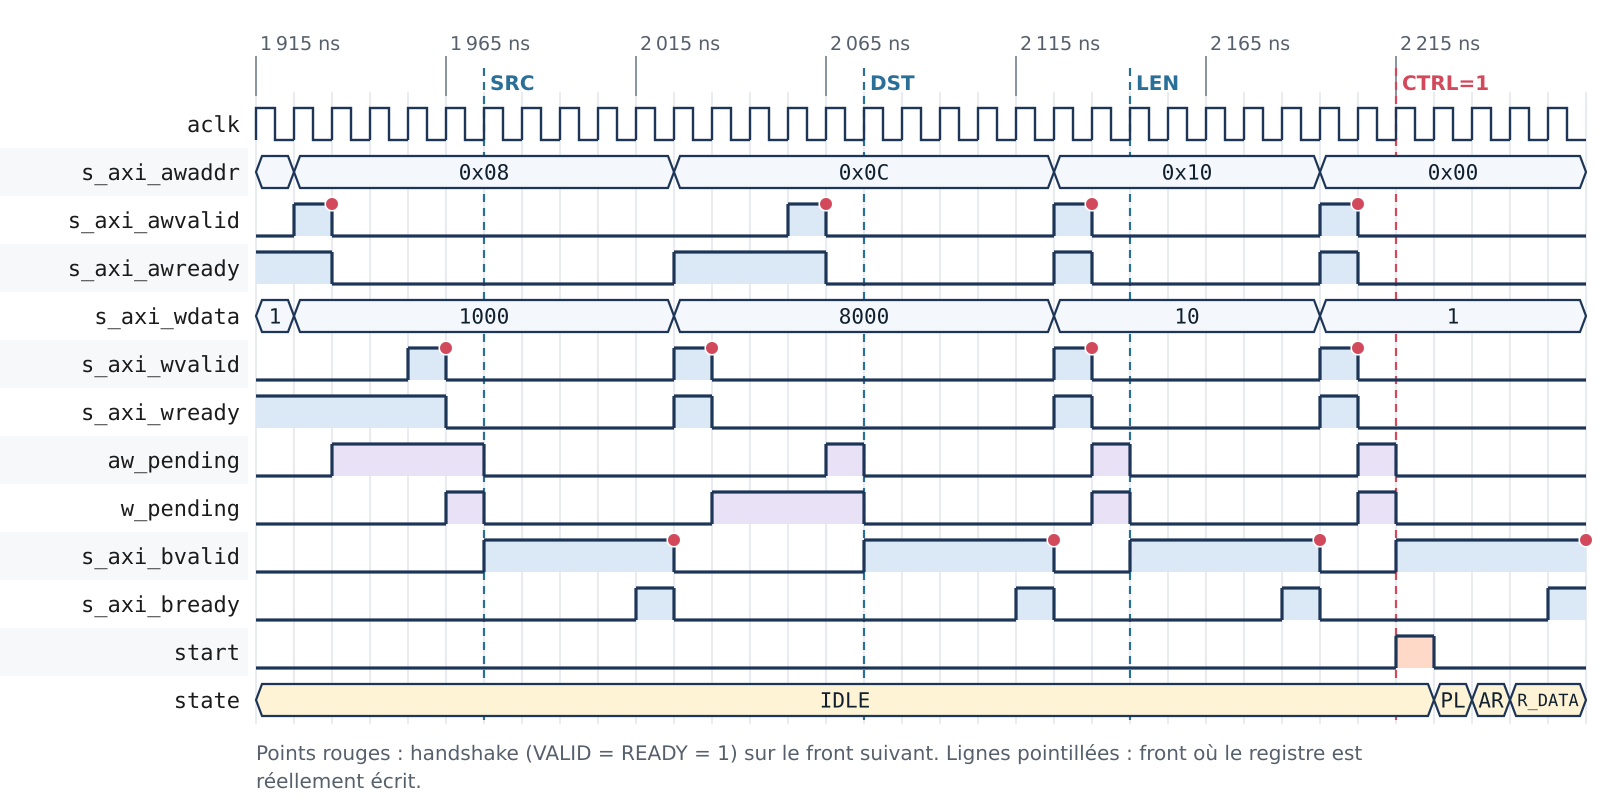 1 915 ns 1 965 ns 2 015 ns 2 065 ns 2 115 ns 2 165 ns 2 215 ns
SRC DST LEN CTRL=1
aclk
s_axi_awaddr 0x08 0x0C 0x10 0x00
s_axi_awvalid
s_axi_awready
s_axi_wdata 1 1000 8000 10 1
s_axi_wvalid
s_axi_wready
aw_pending
w_pending
s_axi_bvalid
s_axi_bready
start
state IDLE PL AR R_DATA
Points rouges : handshake (VALID = READY = 1) sur le front suivant. Lignes pointillées : front où le registre est
réellement écrit.